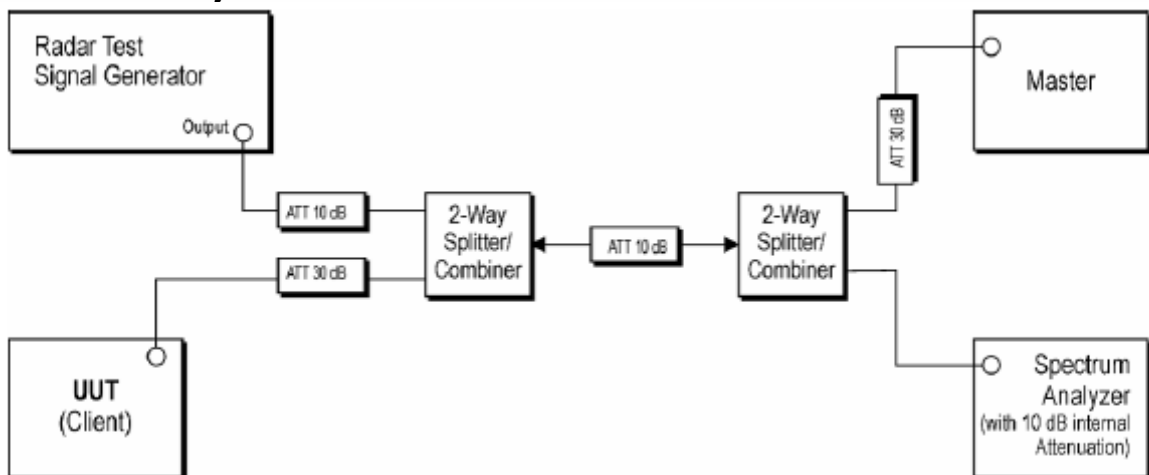 Radar Test
Signal Generator
Output
ATT 10 dB
ATT 30 dB
2-Way
Splitter/
Combiner
ATT 10 dB
2-Way
Splitter/
Combiner
ATT 30 dB
Master
UUT
(Client)
Spectrum
Analyzer
(with 10 dB internal
Attenuation)